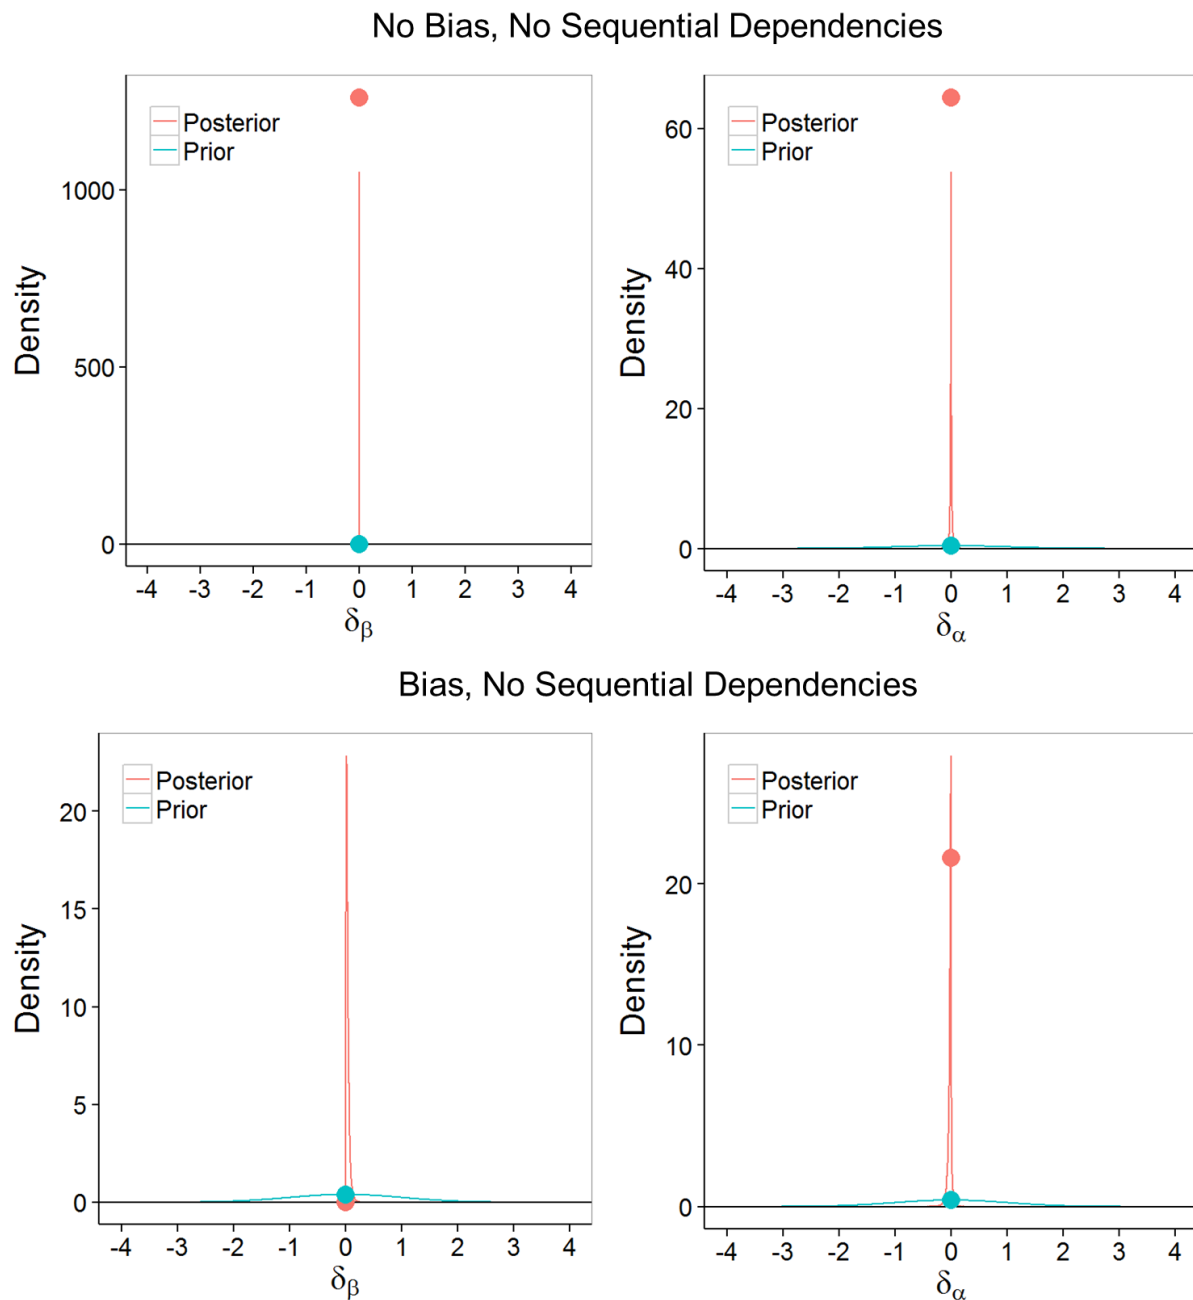 No Bias, No Sequential Dependencies
Posterior
Prior
Density
1000
500
0
-4 -3 -2 -1 0 1 2 3 4
δβ
Posterior
Prior
Density
60
40
20
0
-4 -3 -2 -1 0 1 2 3 4
δα
Bias, No Sequential Dependencies
Posterior
Prior
Density
20
15
10
5
0
-4 -3 -2 -1 0 1 2 3 4
δβ
Posterior
Prior
Density
20
10
0
-4 -3 -2 -1 0 1 2 3 4
δα